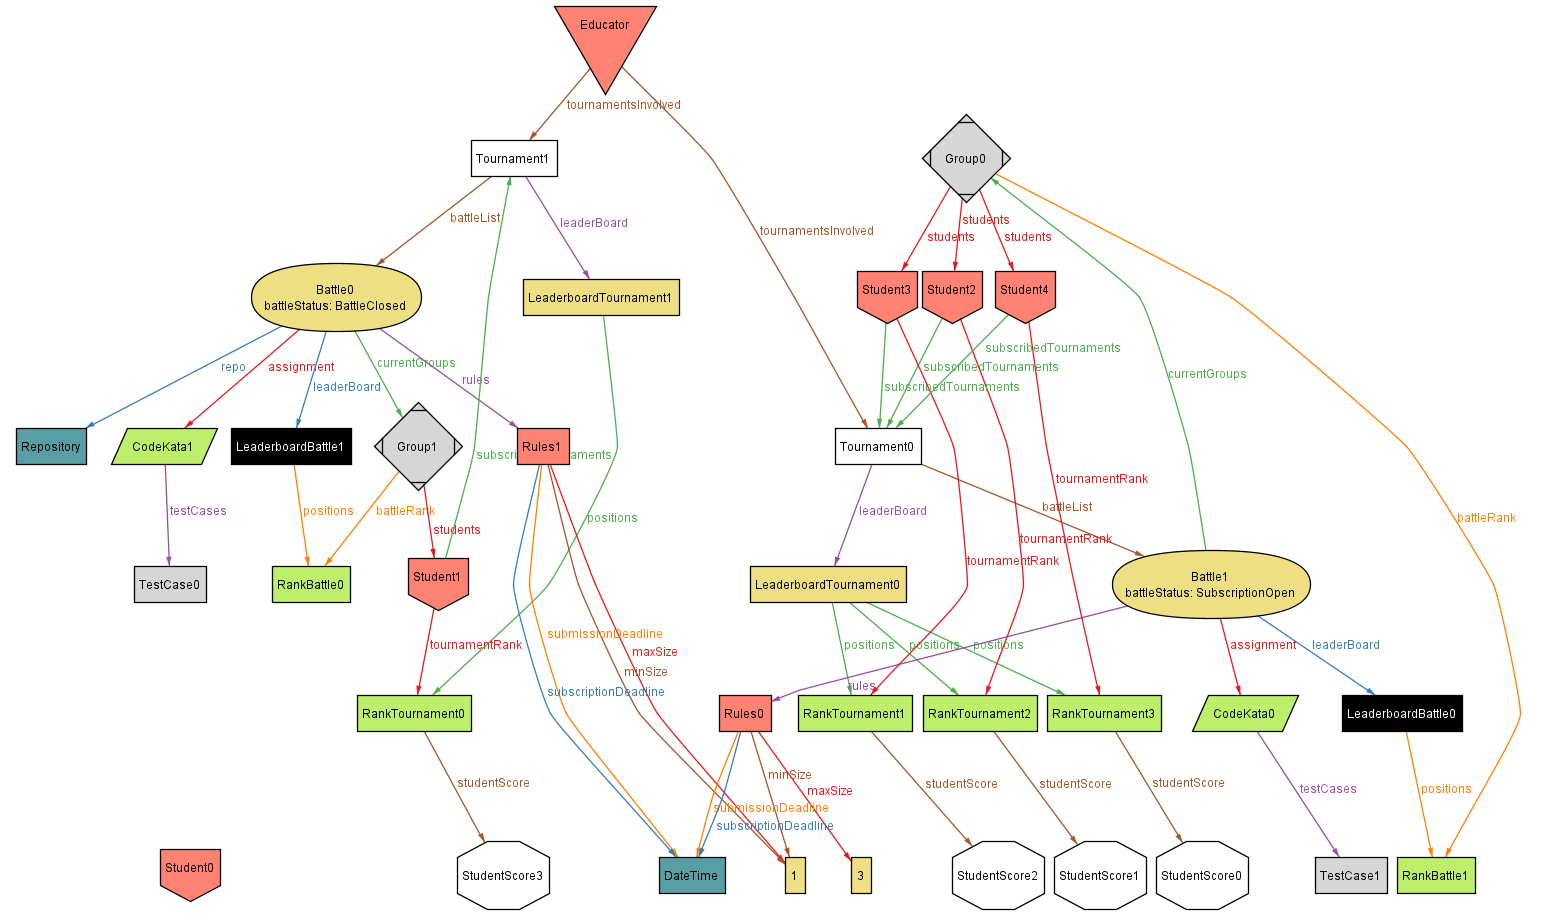 Educator
tournamentsInvolved
Tournament1
Group0
battleList
leaderBoard
tournamentsInvolved
students
students
students
Battle0
battleStatus: BattleClosed
LeaderboardTournament1
Student3
Student2
Student4
repo
assignment
leaderBoard
currentGroups
rules
subscribedTournaments
subscribedTournaments
subscribedTournaments
currentGroups
Repository
CodeKata1
LeaderboardBattle1
Group1
Rules1
Tournament0
testCases
positions
battleRank
students
positions
leaderBoard
battleList
tournamentRank
tournamentRank
tournamentRank
battleRank
TestCase0
RankBattle0
Student1
LeaderboardTournament0
Battle1
battleStatus: SubscriptionOpen
tournamentRank
submissionDeadline
maxSize
minSize
subscriptionDeadline
positions
positions
positions
rules
assignment
leaderBoard
RankTournament0
Rules0
RankTournament1
RankTournament2
RankTournament3
CodeKata0
LeaderboardBattle0
studentScore
minSize
maxSize
submissionDeadline
subscriptionDeadline
studentScore
studentScore
studentScore
testCases
positions
Student0
StudentScore3
DateTime
1
3
StudentScore2
StudentScore1
StudentScore0
TestCase1
RankBattle1